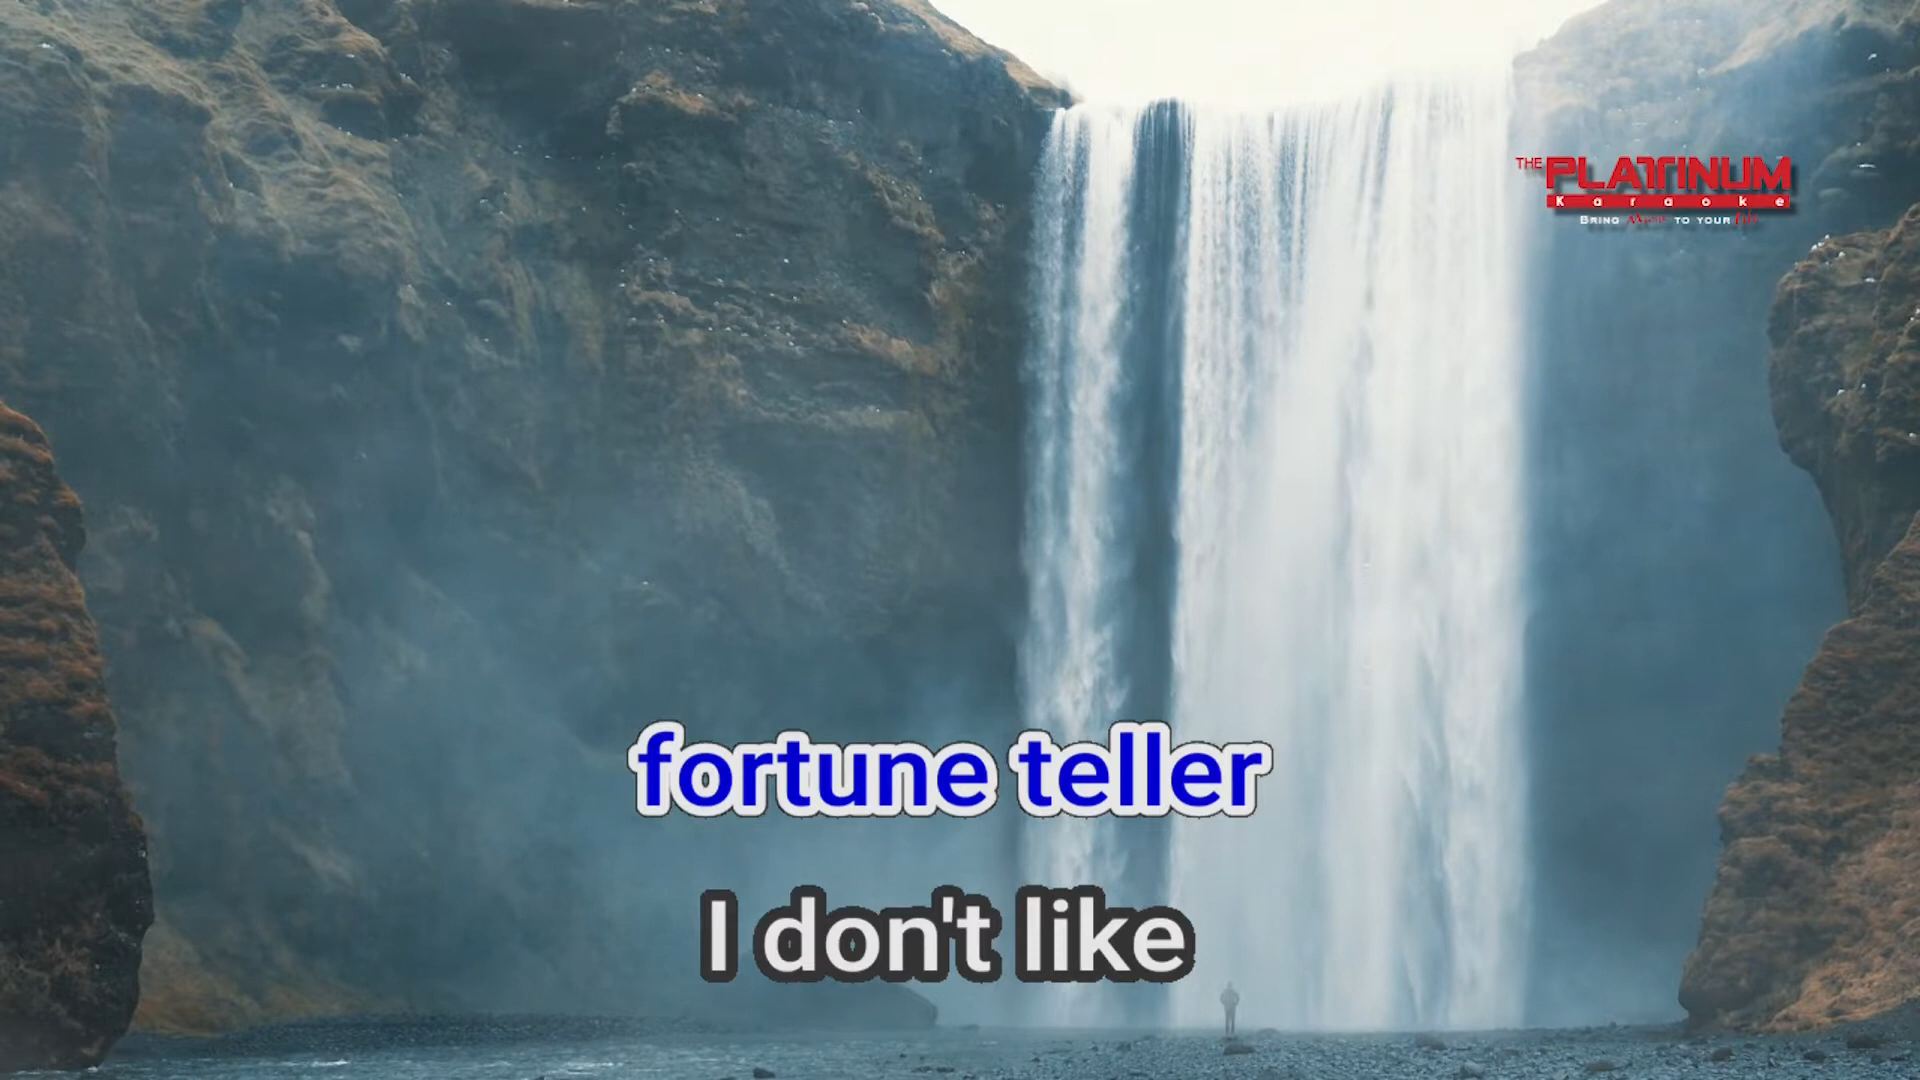 THE PLATINUM
Karaoke
BRING Music TO YOUR life
fortune teller
I don't like